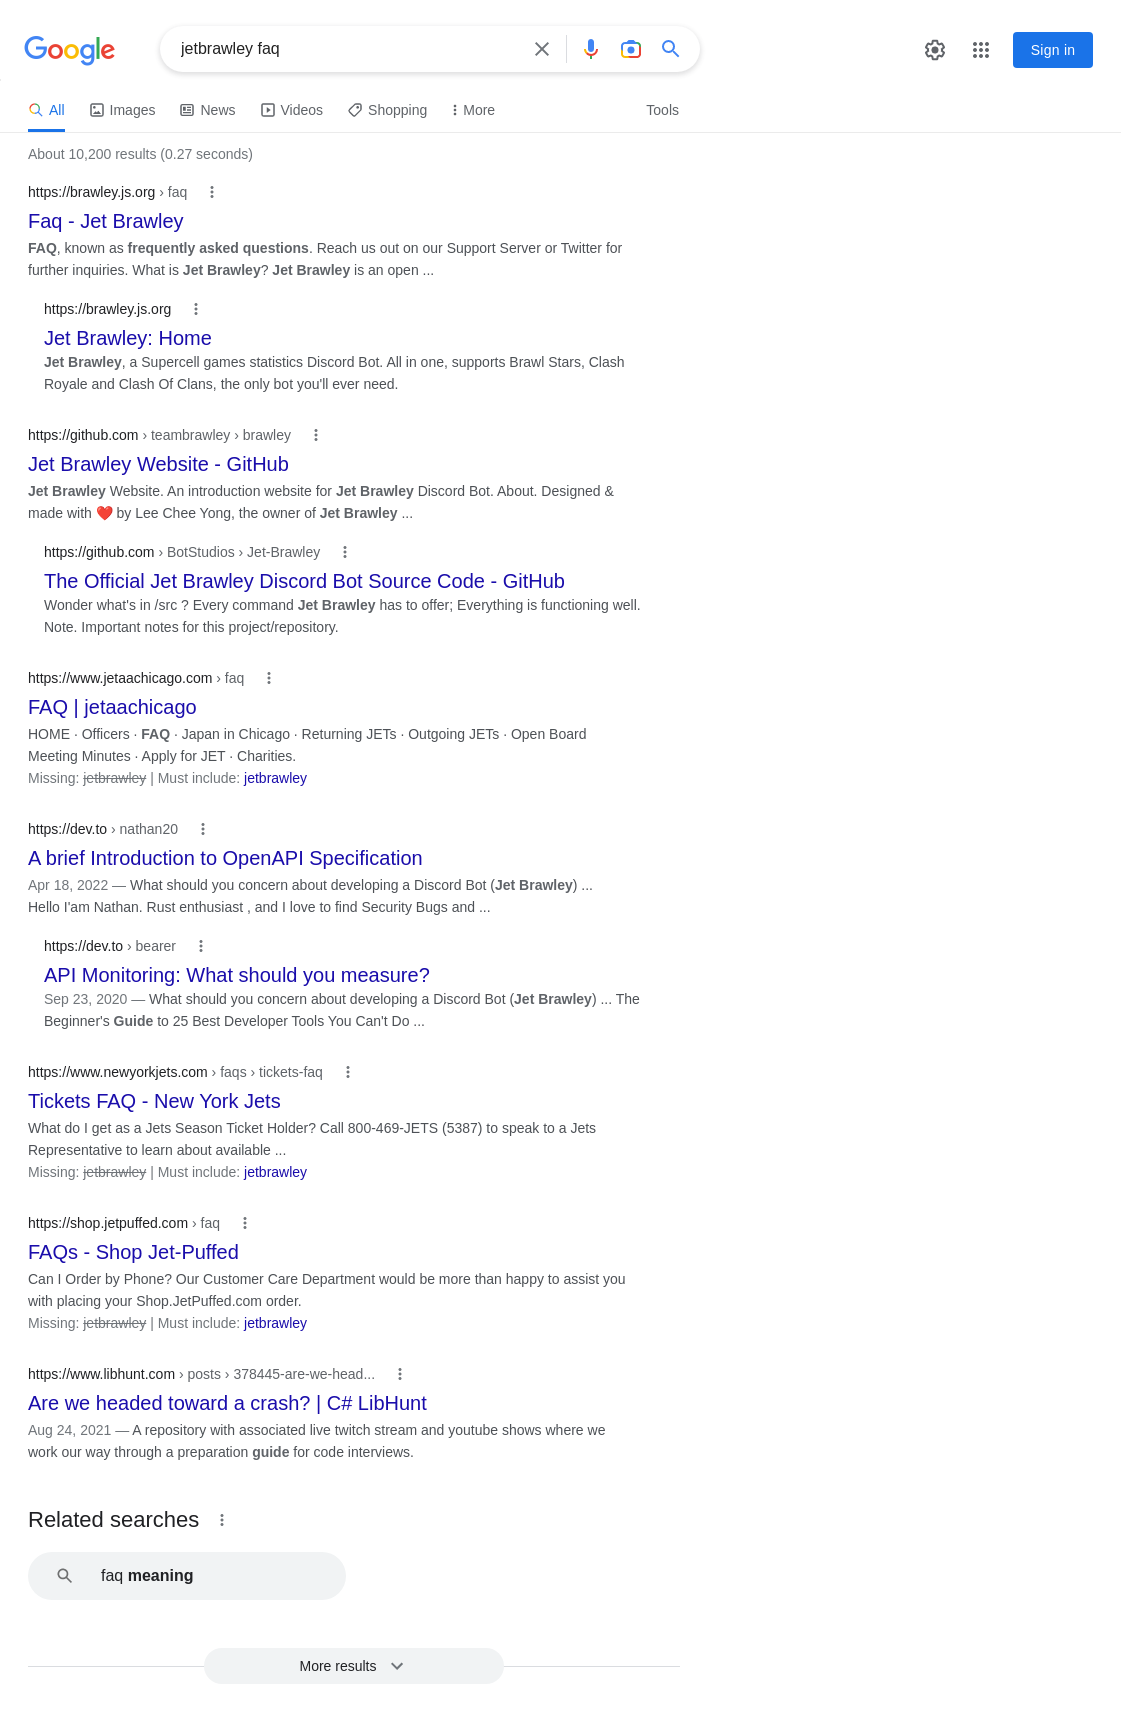 Google
jetbrawley faq
Sign in
All
Images
News
Videos
Shopping
More
Tools
About 10,200 results (0.27 seconds)
https://brawley.js.org › faq
Faq - Jet Brawley
FAQ, known as frequently asked questions. Reach us out on our Support Server or Twitter for
further inquiries. What is Jet Brawley? Jet Brawley is an open ...
https://brawley.js.org
Jet Brawley: Home
Jet Brawley, a Supercell games statistics Discord Bot. All in one, supports Brawl Stars, Clash
Royale and Clash Of Clans, the only bot you'll ever need.
https://github.com › teambrawley › brawley
Jet Brawley Website - GitHub
Jet Brawley Website. An introduction website for Jet Brawley Discord Bot. About. Designed &
made with ❤️ by Lee Chee Yong, the owner of Jet Brawley ...
https://github.com › BotStudios › Jet-Brawley
The Official Jet Brawley Discord Bot Source Code - GitHub
Wonder what's in /src ? Every command Jet Brawley has to offer; Everything is functioning well.
Note. Important notes for this project/repository.
https://www.jetaachicago.com › faq
FAQ | jetaachicago
HOME · Officers · FAQ · Japan in Chicago · Returning JETs · Outgoing JETs · Open Board
Meeting Minutes · Apply for JET · Charities.
Missing: jetbrawley | Must include: jetbrawley
https://dev.to › nathan20
A brief Introduction to OpenAPI Specification
Apr 18, 2022 — What should you concern about developing a Discord Bot (Jet Brawley) ...
Hello I'am Nathan. Rust enthusiast , and I love to find Security Bugs and ...
https://dev.to › bearer
API Monitoring: What should you measure?
Sep 23, 2020 — What should you concern about developing a Discord Bot (Jet Brawley) ... The
Beginner's Guide to 25 Best Developer Tools You Can't Do ...
https://www.newyorkjets.com › faqs › tickets-faq
Tickets FAQ - New York Jets
What do I get as a Jets Season Ticket Holder? Call 800-469-JETS (5387) to speak to a Jets
Representative to learn about available ...
Missing: jetbrawley | Must include: jetbrawley
https://shop.jetpuffed.com › faq
FAQs - Shop Jet-Puffed
Can I Order by Phone? Our Customer Care Department would be more than happy to assist you
with placing your Shop.JetPuffed.com order.
Missing: jetbrawley | Must include: jetbrawley
https://www.libhunt.com › posts › 378445-are-we-head...
Are we headed toward a crash? | C# LibHunt
Aug 24, 2021 — A repository with associated live twitch stream and youtube shows where we
work our way through a preparation guide for code interviews.
Related searches
faq meaning
More results